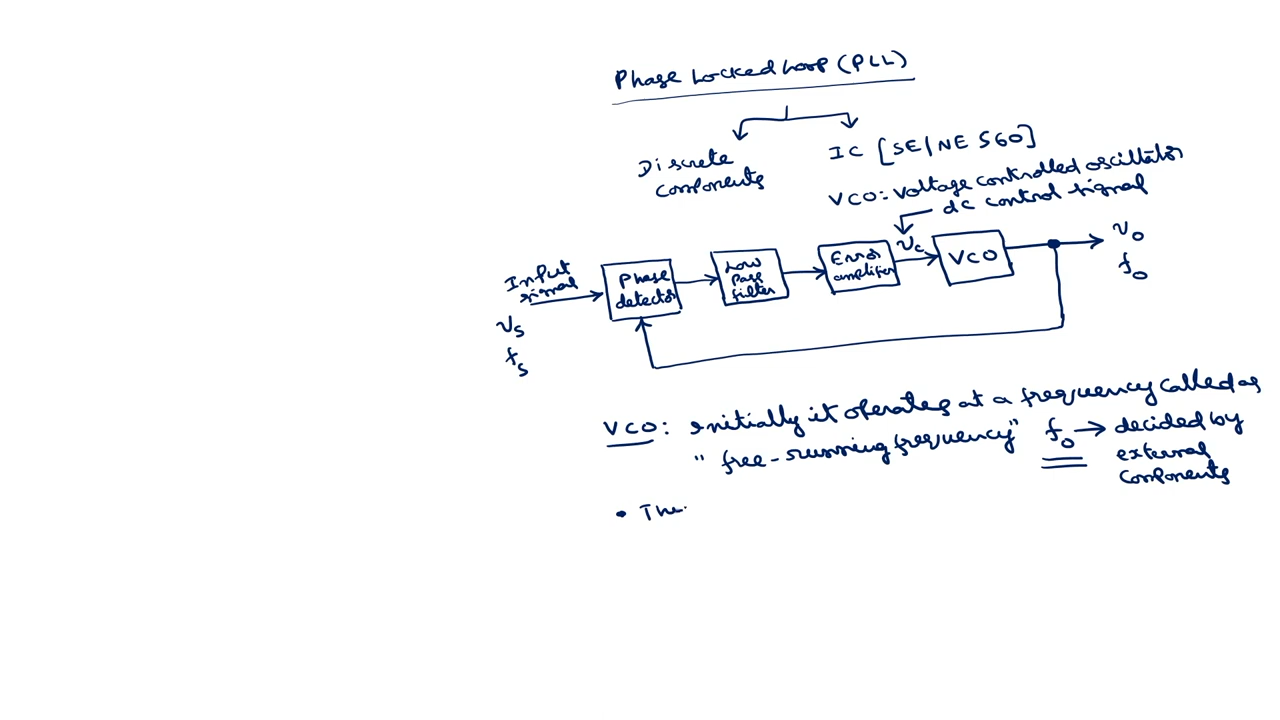 Phase Locked Loop (PLL)
Discrete
components
IC [SE/NE 560]
VCO: Voltage controlled oscillator
dc control signal
Input
signal
vs
fs
Phase
detector
Low
Pass
filter
Error
amplifier
vc
VCO
vo
fo
VCO: Initially it operates at a frequency called as
" free-running frequency" fo → decided by
external
components
• The